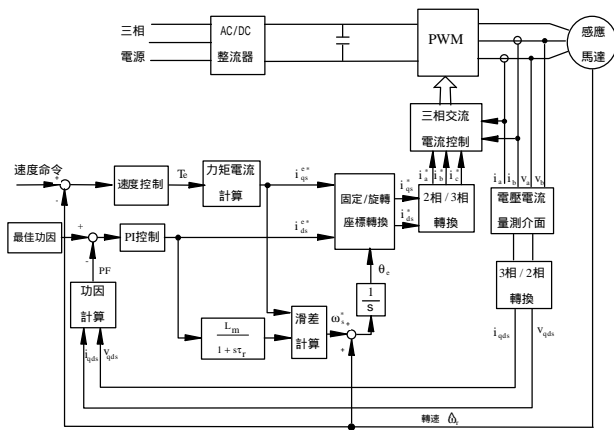 三相
電源
AC/DC
整流器
PWM
感應
馬達
三相交流
電流控制
i_a^* i_b^* i_c^*
i_a i_b v_a v_b
速度命令
+
-
速度控制
Te
力矩電流
計算
i_qs^e*
i_ds^e*
固定/旋轉
座標轉換
i_qs^*
i_ds^*
2相/3相
轉換
電壓電流
量測介面
最佳功因
+
-
PI控制
PF
功因
計算
i_qds
v_qds
L_m
1+sτ_r
滑差
計算
ω_s^*
+
+
1
s
θ_e
3相/2相
轉換
i_qds
v_qds
轉速 ω̂_r